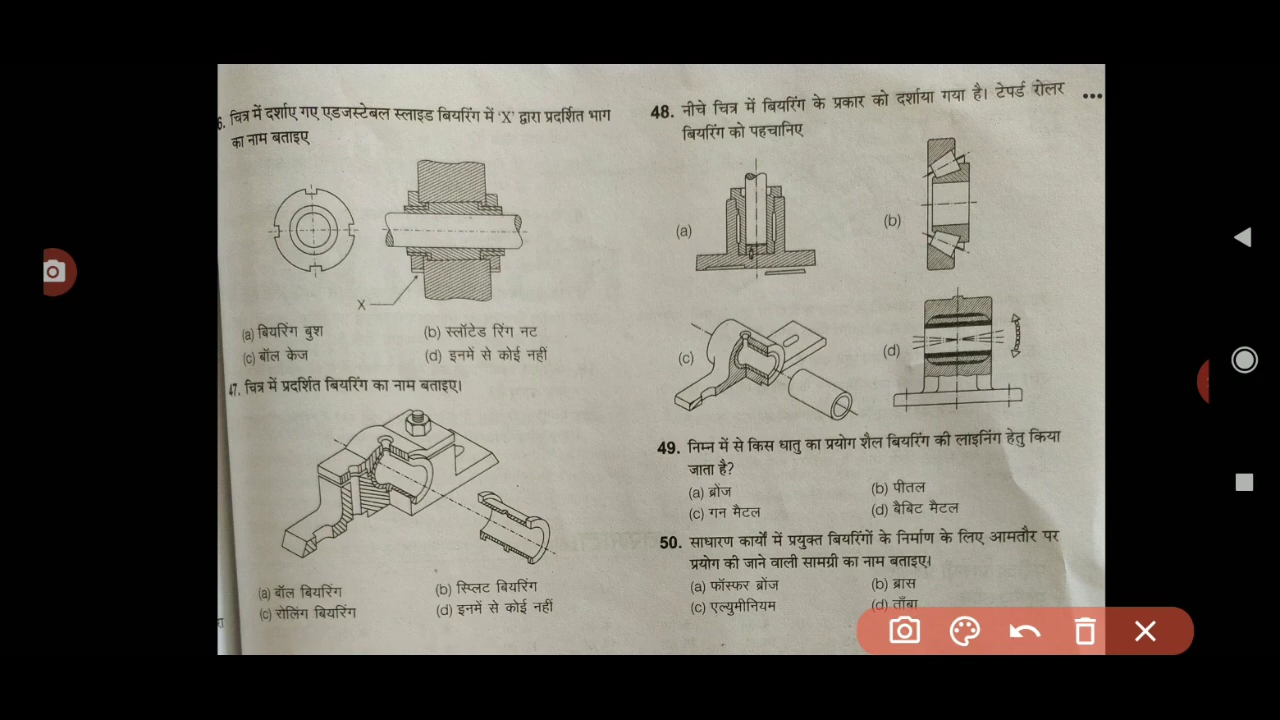 6. चित्र में दर्शाए गए एडजस्टेबल स्लाइड बियरिंग में 'X' द्वारा प्रदर्शित भाग
का नाम बताइए
X
(a) बियरिंग बुश
(b) स्लॉटेड रिंग नट
(c) बॉल केज
(d) इनमें से कोई नहीं
47. चित्र में प्रदर्शित बियरिंग का नाम बताइए।
(a) बॉल बियरिंग
(b) स्प्लिट बियरिंग
(c) रोलिंग बियरिंग
(d) इनमें से कोई नहीं
48. नीचे चित्र में बियरिंग के प्रकार को दर्शाया गया है। टेपर्ड रोलर
बियरिंग को पहचानिए
(a)
(b)
(c)
(d)
49. निम्न में से किस धातु का प्रयोग शैल बियरिंग की लाइनिंग हेतु किया
जाता है?
(a) ब्रोंज
(b) पीतल
(c) गन मैटल
(d) बैबिट मैटल
50. साधारण कार्यों में प्रयुक्त बियरिंगों के निर्माण के लिए आमतौर पर
प्रयोग की जाने वाली सामग्री का नाम बताइए।
(a) फॉस्फर ब्रोंज
(b) ब्रास
(c) एल्युमीनियम
(d) ताँबा